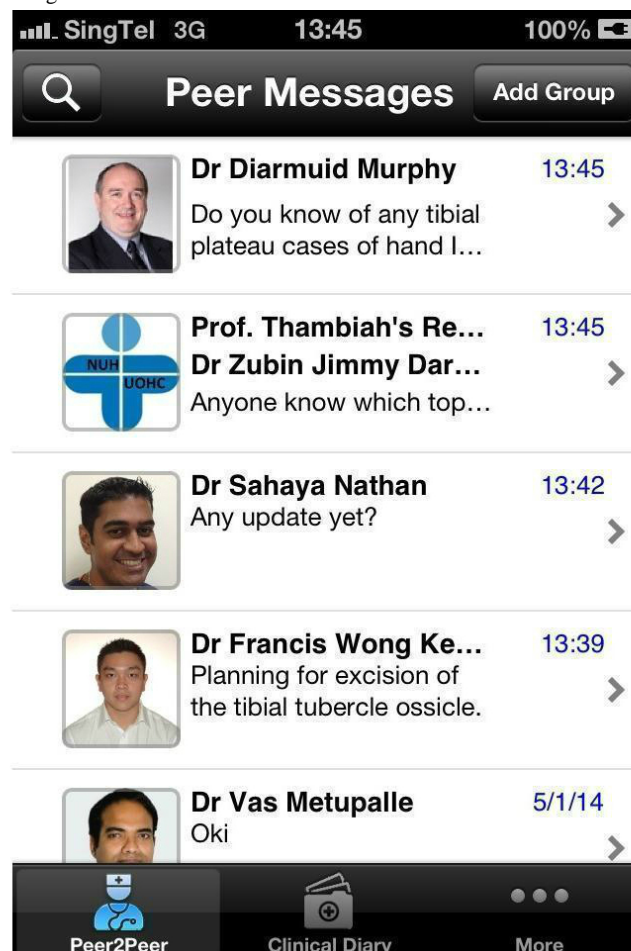 SingTel 3G 13:45 100%
Peer Messages Add Group
Dr Diarmuid Murphy 13:45
Do you know of any tibial
plateau cases of hand I...
Prof. Thambiah's Re... 13:45
Dr Zubin Jimmy Dar...
NUH
UOHC
Anyone know which top...
Dr Sahaya Nathan 13:42
Any update yet?
Dr Francis Wong Ke... 13:39
Planning for excision of
the tibial tubercle ossicle.
Dr Vas Metupalle 5/1/14
Oki
Peer2Peer Clinical Diary More